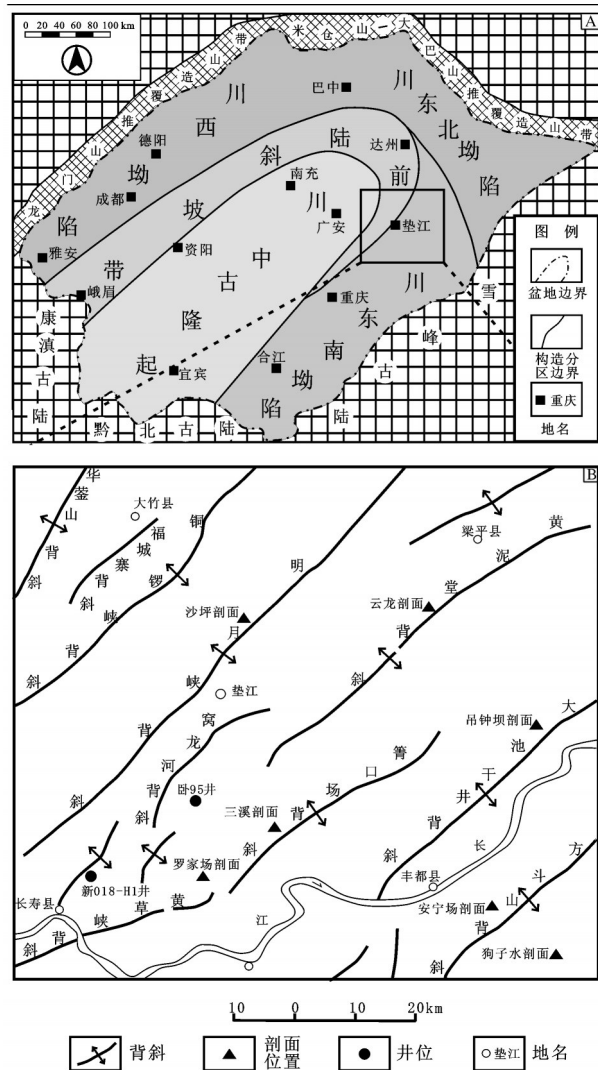 0 20 40 60 80 100 km
A
龙门山推覆造山带
米仓山—大巴山推覆造山带
川西坳陷
川东北坳陷
斜坡带
陆前
川中古隆起
川东南坳陷
康滇古陆
黔北古陆
雪峰古陆
巴中
德阳
达州
成都
南充
广安
垫江
雅安
资阳
峨眉
重庆
宜宾
合江
图 例
盆地边界
构造分
区边界
重庆
地名
B
华蓥山背斜
大竹县
福城寨背斜
铜锣峡背斜
明月峡背斜
梁平县
黄泥堂背斜
沙坪剖面
云龙剖面
垫江
窝龙河背斜
吊钟坝剖面
大池干井背斜
卧95井
三溪剖面
箐口场背斜
罗家场剖面
新018-H1井
长寿县
黄草峡背斜
长江
丰都县
安宁场剖面
方斗山背斜
狗子水剖面
10 0 10 20km
背斜
剖面
位置
井位
垫江
地名